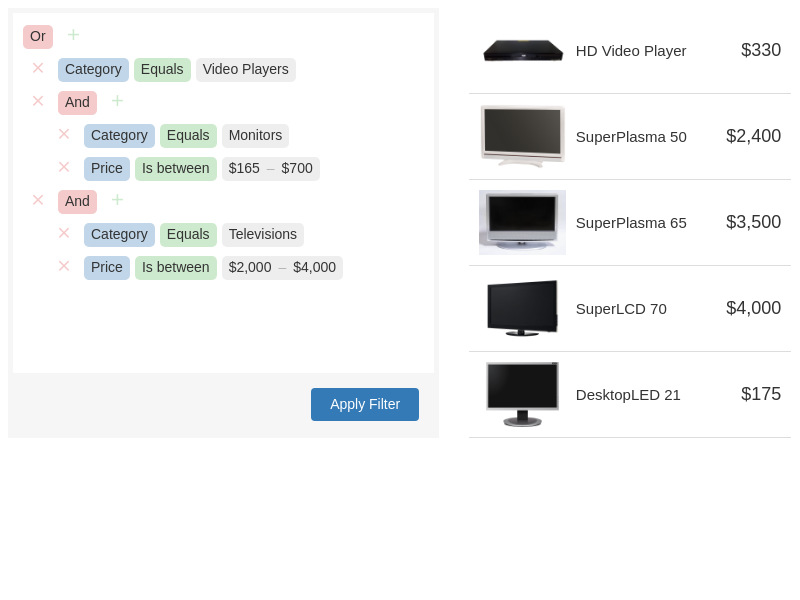 Or +
× Category Equals Video Players
× And +
× Category Equals Monitors
× Price Is between $165 – $700
× And +
× Category Equals Televisions
× Price Is between $2,000 – $4,000
Apply Filter
HD Video Player $330
SuperPlasma 50 $2,400
SuperPlasma 65 $3,500
SuperLCD 70 $4,000
DesktopLED 21 $175